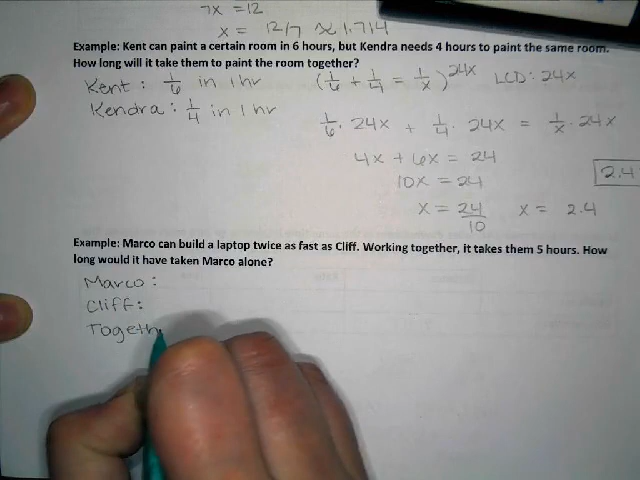 7x = 12
x = 12/7 ≈ 1.714
Example: Kent can paint a certain room in 6 hours, but Kendra needs 4 hours to paint the same room.
How long will it take them to paint the room together?
Kent: 1/6 in 1 hr
(1/6 + 1/4 = 1/x) 24x LCD: 24x
Kendra: 1/4 in 1 hr
1/6 · 24x + 1/4 · 24x = 1/x · 24x
4x + 6x = 24
10x = 24
2.4
x = 24/10 x = 2.4
Example: Marco can build a laptop twice as fast as Cliff. Working together, it takes them 5 hours. How
long would it have taken Marco alone?
Marco:
Cliff:
Togeth